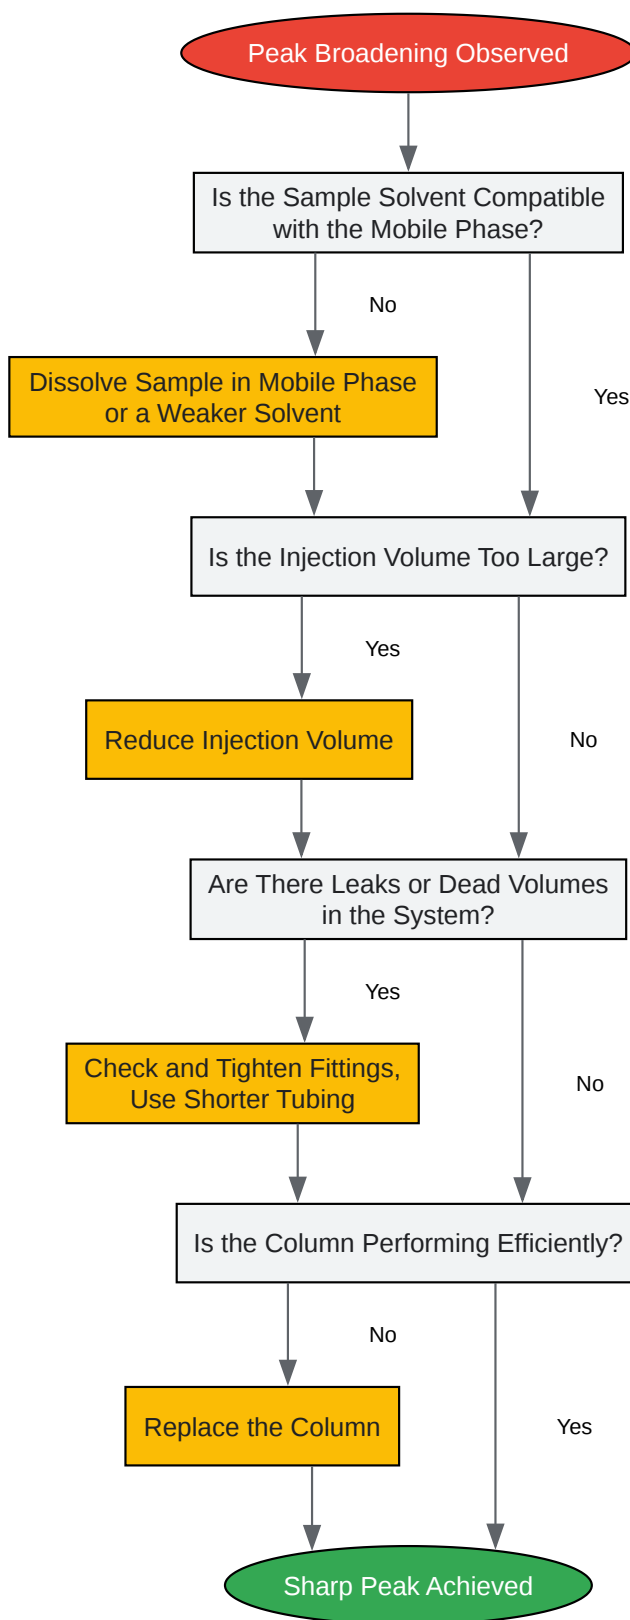 Peak Broadening Observed
Is the Sample Solvent Compatible
with the Mobile Phase?
No
Dissolve Sample in Mobile Phase
or a Weaker Solvent
Yes
Is the Injection Volume Too Large?
Yes
Reduce Injection Volume
No
Are There Leaks or Dead Volumes
in the System?
Yes
Check and Tighten Fittings,
Use Shorter Tubing
No
Is the Column Performing Efficiently?
No
Replace the Column
Yes
Sharp Peak Achieved